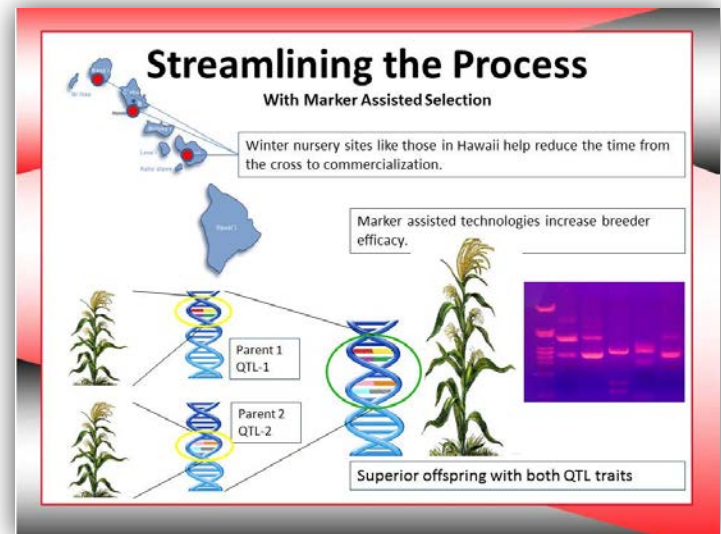 Streamlining the Process
With Marker Assisted Selection
Winter nursery sites like those in Hawaii help reduce the time from
the cross to commercialization.
Marker assisted technologies increase breeder
efficacy.
Parent 1
QTL-1
Parent 2
QTL-2
Superior offspring with both QTL traits